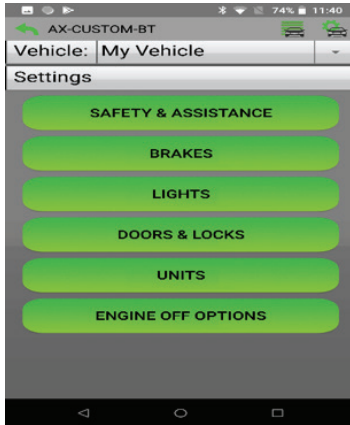 74% 11:40
AX-CUSTOM-BT
Vehicle: My Vehicle
Settings
SAFETY & ASSISTANCE
BRAKES
LIGHTS
DOORS & LOCKS
UNITS
ENGINE OFF OPTIONS